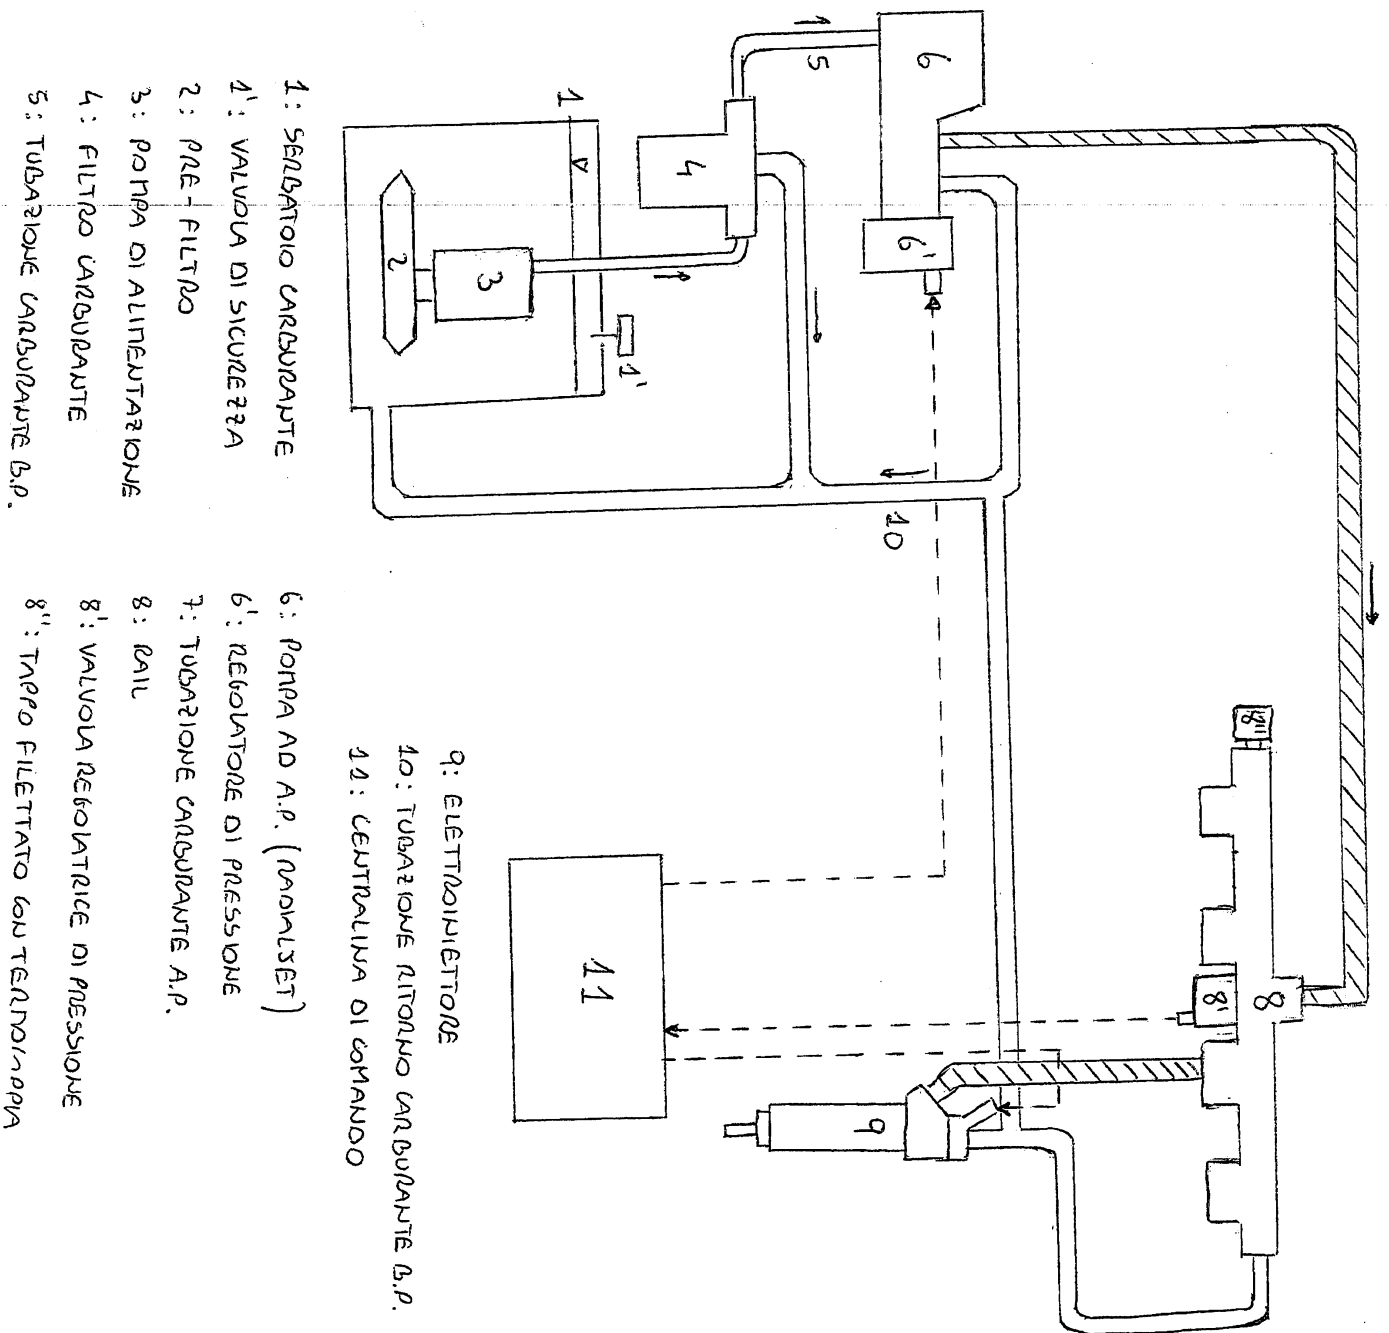 1: SERBATOIO CARBURANTE
1': VALVOLA DI SICUREZZA
2: PRE-FILTRO
3: POMPA DI ALIMENTAZIONE
4: FILTRO CARBURANTE
5: TUBAZIONE CARBURANTE B.P.
6: POMPA AD A.P. (RADIALJET)
6': REGOLATORE DI PRESSIONE
7: TUBAZIONE CARBURANTE A.P.
8: RAIL
8': VALVOLA REGOLATRICE DI PRESSIONE
8'': TAPPO FILETTATO CON TERMOCOPPIA
9: ELETTROINIETTORE
10: TUBAZIONE RITORNO CARBURANTE B.P.
11: CENTRALINA DI COMANDO
8''
8
8'
6
6'
5
10
4
1
1'
3
2
9
11